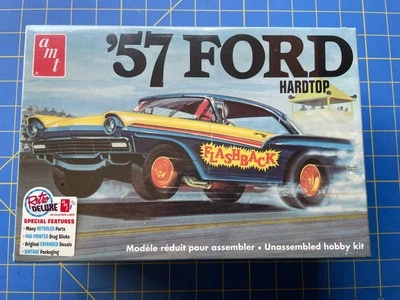 amt
'57 FORD
HARDTOP
FLASHBACK
Retro
DELUXE
amt
SPECIAL FEATURES
• Many RETOOLED Parts
• PAD PRINTED Drag Slicks
• Original EXPANDED Decals
• VINTAGE Packaging
Modèle réduit pour assembler • Unassembled hobby kit